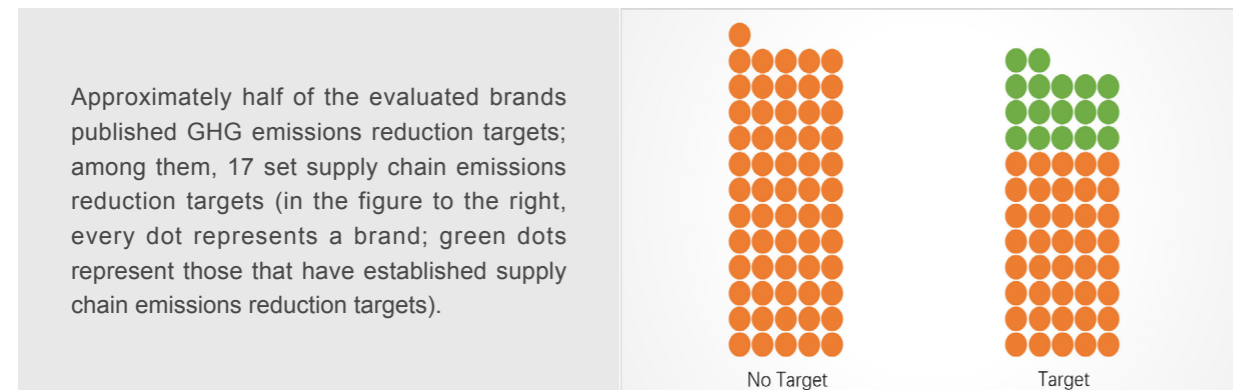 Approximately half of the evaluated brands
published GHG emissions reduction targets;
among them, 17 set supply chain emissions
reduction targets (in the figure to the right,
every dot represents a brand; green dots
represent those that have established supply
chain emissions reduction targets).
No Target
Target